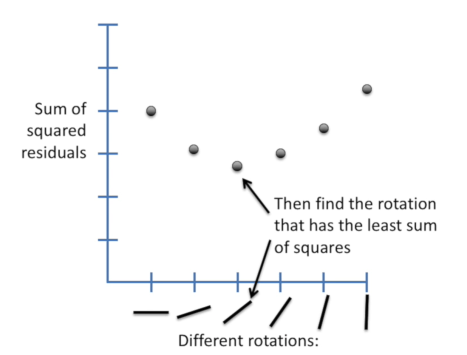 Sum of
squared
residuals
Then find the rotation
that has the least sum
of squares
Different rotations: